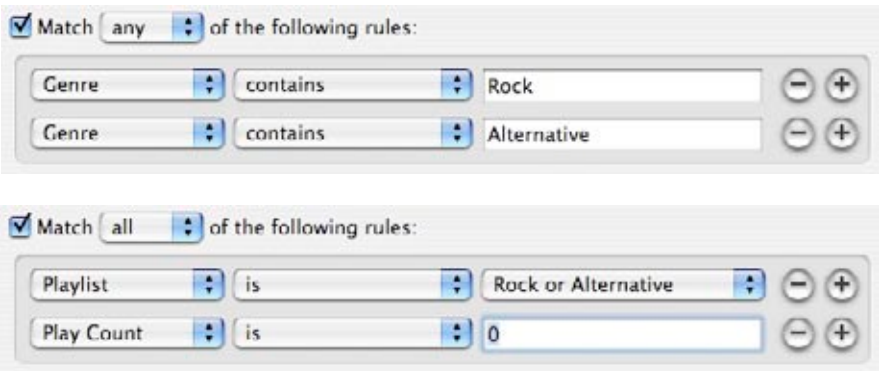 Match any of the following rules:
Genre contains Rock
Genre contains Alternative
Match all of the following rules:
Playlist is Rock or Alternative
Play Count is 0